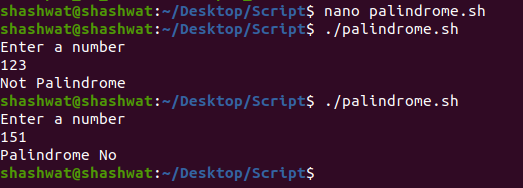 shashwat@shashwat:~/Desktop/Script$ nano palindrome.sh
shashwat@shashwat:~/Desktop/Script$ ./palindrome.sh
Enter a number
123
Not Palindrome
shashwat@shashwat:~/Desktop/Script$ ./palindrome.sh
Enter a number
151
Palindrome No
shashwat@shashwat:~/Desktop/Script$